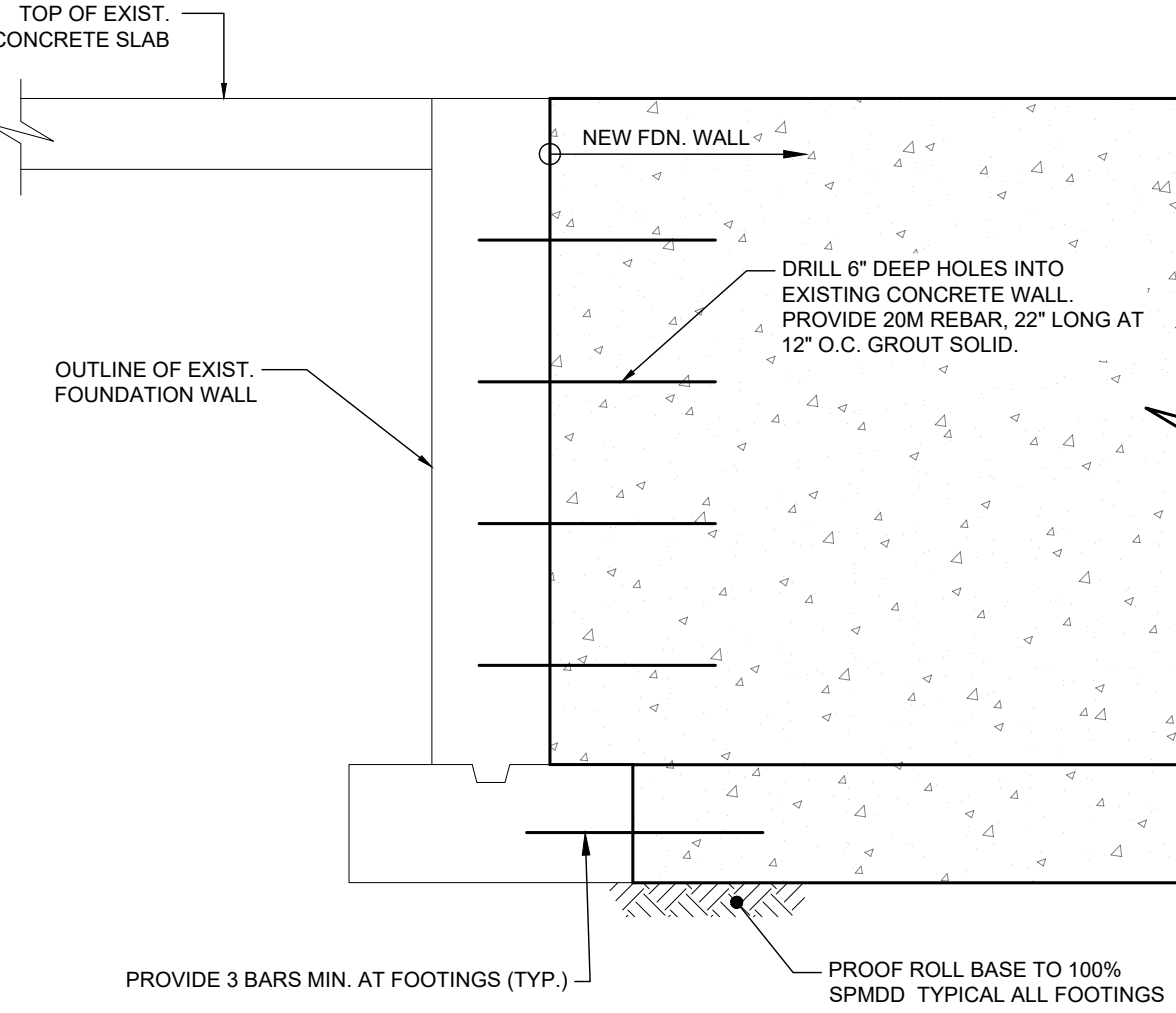 TOP OF EXIST.
CONCRETE SLAB
NEW FDN. WALL
DRILL 6" DEEP HOLES INTO
EXISTING CONCRETE WALL.
PROVIDE 20M REBAR, 22" LONG AT
12" O.C. GROUT SOLID.
OUTLINE OF EXIST.
FOUNDATION WALL
PROVIDE 3 BARS MIN. AT FOOTINGS (TYP.)
PROOF ROLL BASE TO 100%
SPMDD TYPICAL ALL FOOTINGS